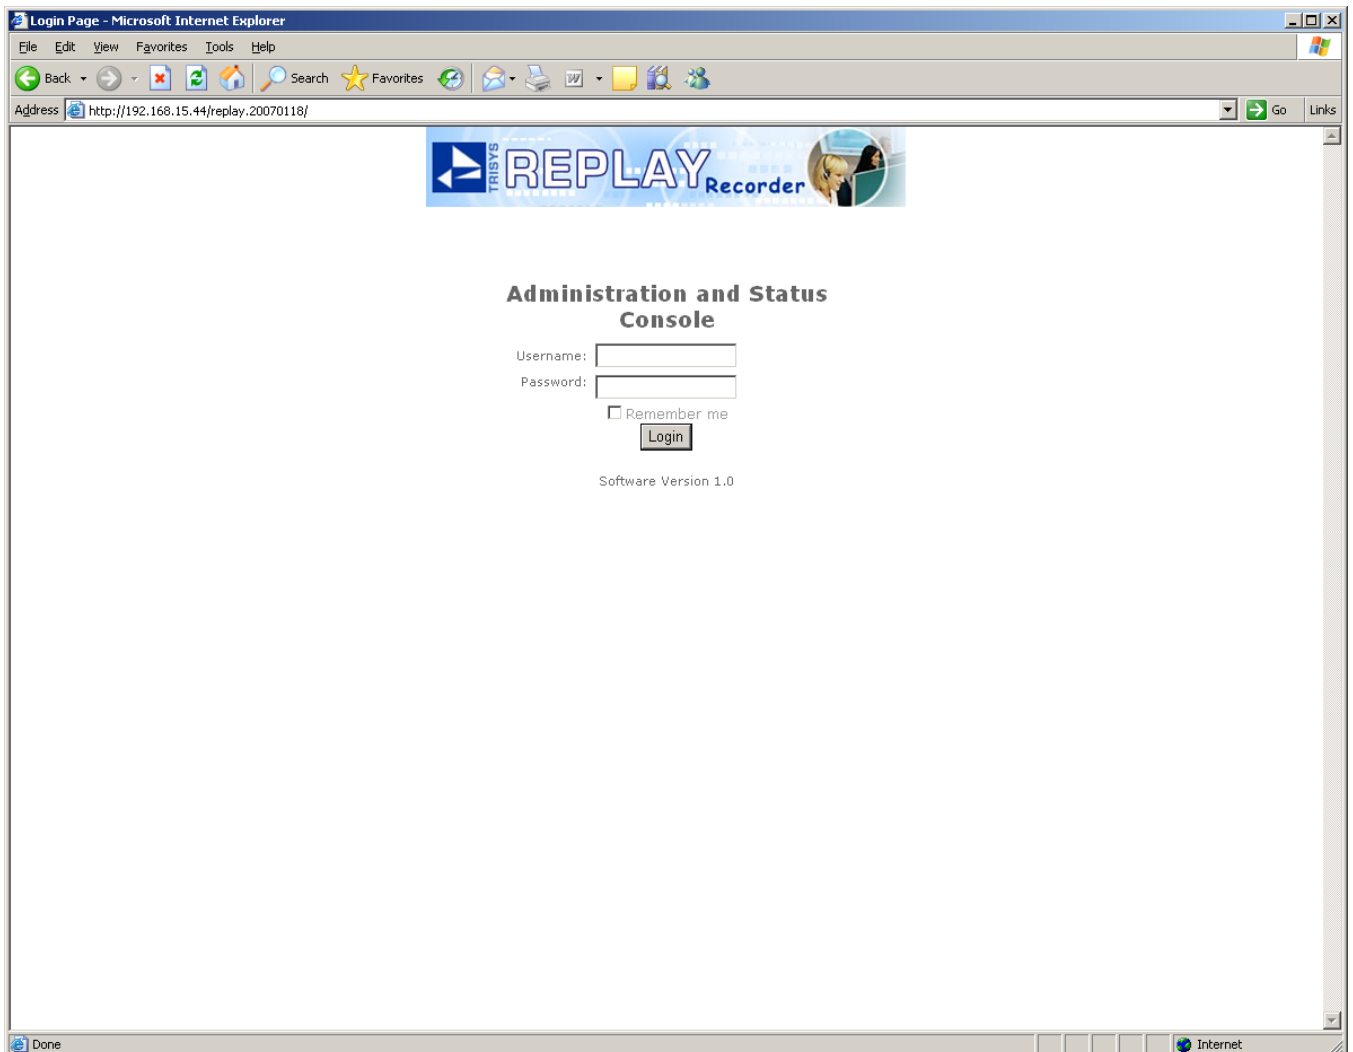 Login Page - Microsoft Internet Explorer
File Edit View Favorites Tools Help
Back Search Favorites
Address http://192.168.15.44/replay.20070118/ Go Links
TRISYS REPLAY Recorder
Administration and Status
Console
Username:
Password:
Remember me
Login
Software Version 1.0
Done Internet